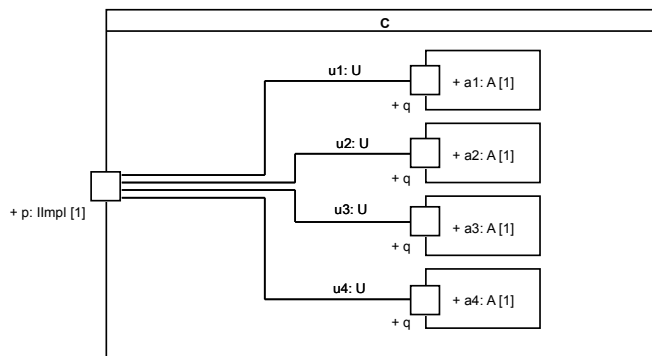 C
u1: U
+ a1: A [1]
+ q
u2: U
+ a2: A [1]
+ q
+ p: IImpl [1]
u3: U
+ a3: A [1]
+ q
u4: U
+ a4: A [1]
+ q